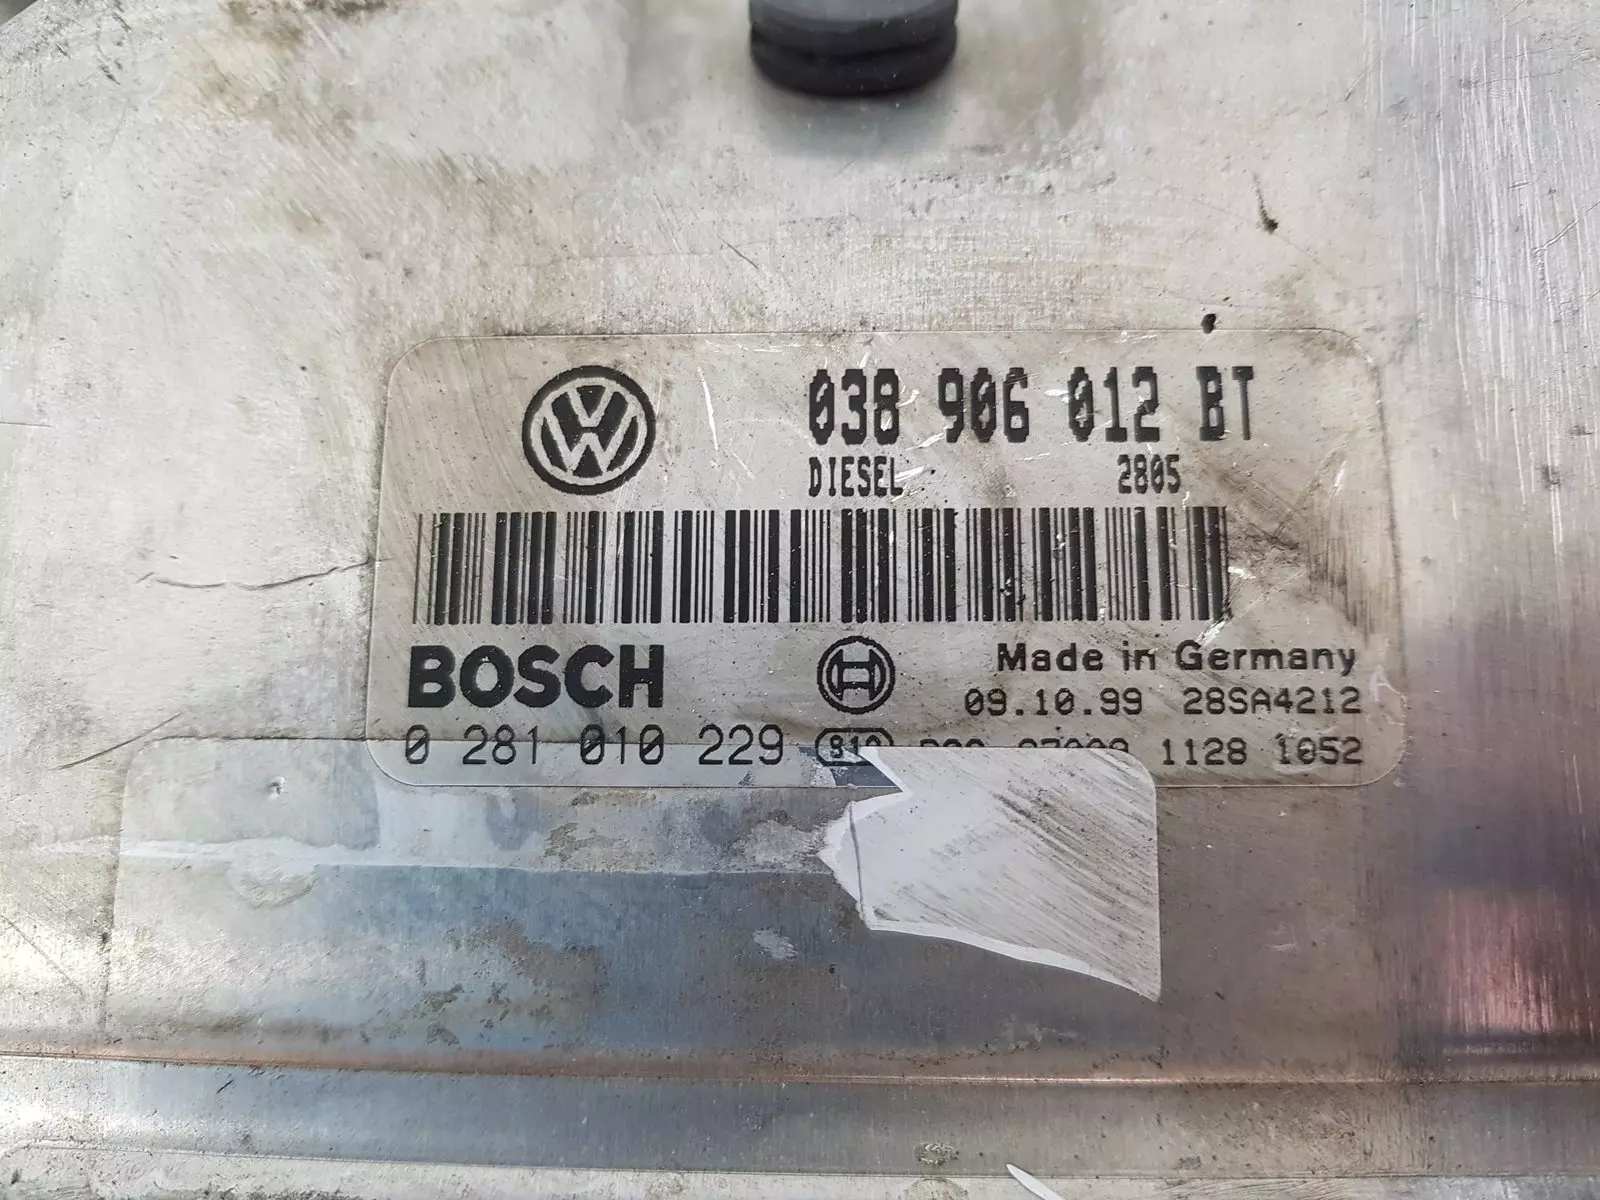 038 906 012 BT
DIESEL 2805
BOSCH
Made in Germany
09.10.99 28SA4212
0 281 010 229 1128 1052